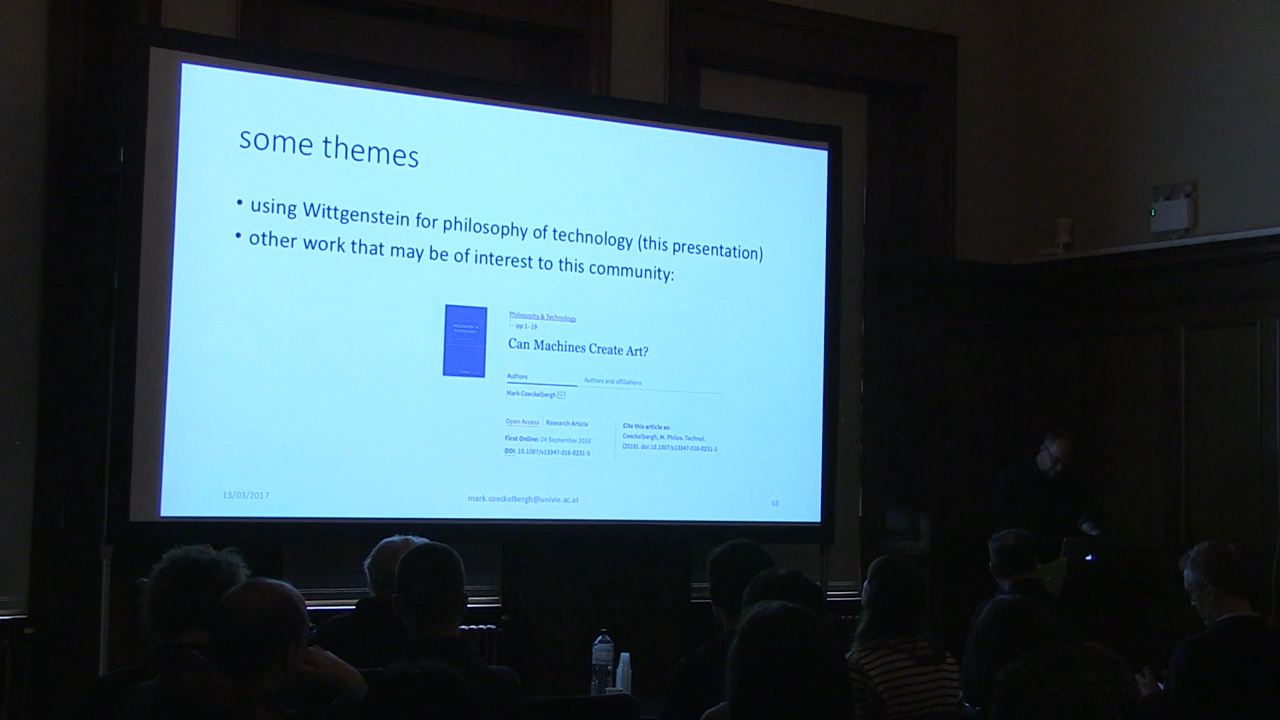 some themes
• using Wittgenstein for philosophy of technology (this presentation)
• other work that may be of interest to this community:
Philosophy & Technology
pp 1–19
Can Machines Create Art?
Authors
Authors and affiliations
Mark Coeckelbergh
Open Access
Research Article
First Online: 24 September 2016
DOI: 10.1007/s13347-016-0231-5
Cite this article as:
Coeckelbergh, M. Philos. Technol.
(2016). doi:10.1007/s13347-016-0231-5
13/03/2017
mark.coeckelbergh@univie.ac.at
68